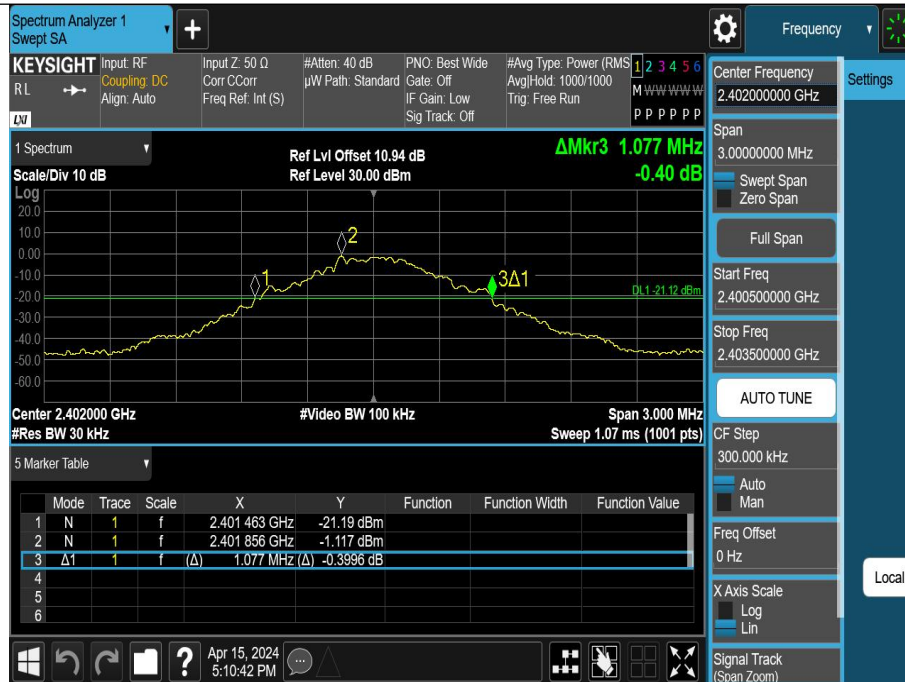 Spectrum Analyzer 1
Swept SA
+
Frequency
KEYSIGHT
RL
LXI
Input: RF
Coupling: DC
Align: Auto
Input Z: 50 Ω
Corr CCorr
Freq Ref: Int (S)
#Atten: 40 dB
µW Path: Standard
PNO: Best Wide
Gate: Off
IF Gain: Low
Sig Track: Off
#Avg Type: Power (RMS
Avg|Hold: 1000/1000
Trig: Free Run
1 2 3 4 5 6
M W W W W W
P P P P P P
1 Spectrum
Scale/Div 10 dB
Ref Lvl Offset 10.94 dB
Ref Level 30.00 dBm
ΔMkr3 1.077 MHz
-0.40 dB
Log
20.0
10.0
0.00
-10.0
-20.0
-30.0
-40.0
-50.0
-60.0
1
2
3Δ1
DL1 -21.12 dBm
Center 2.402000 GHz
#Video BW 100 kHz
Span 3.000 MHz
#Res BW 30 kHz
Sweep 1.07 ms (1001 pts)
5 Marker Table
Mode Trace Scale X Y Function Function Width Function Value
1 N 1 f 2.401 463 GHz -21.19 dBm
2 N 1 f 2.401 856 GHz -1.117 dBm
3 Δ1 1 f (Δ) 1.077 MHz (Δ) -0.3996 dB
4
5
6
?
Apr 15, 2024
5:10:42 PM
Center Frequency
2.402000000 GHz
Settings
Span
3.00000000 MHz
Swept Span
Zero Span
Full Span
Start Freq
2.400500000 GHz
Stop Freq
2.403500000 GHz
AUTO TUNE
CF Step
300.000 kHz
Auto
Man
Freq Offset
0 Hz
Local
X Axis Scale
Log
Lin
Signal Track
(Span Zoom)